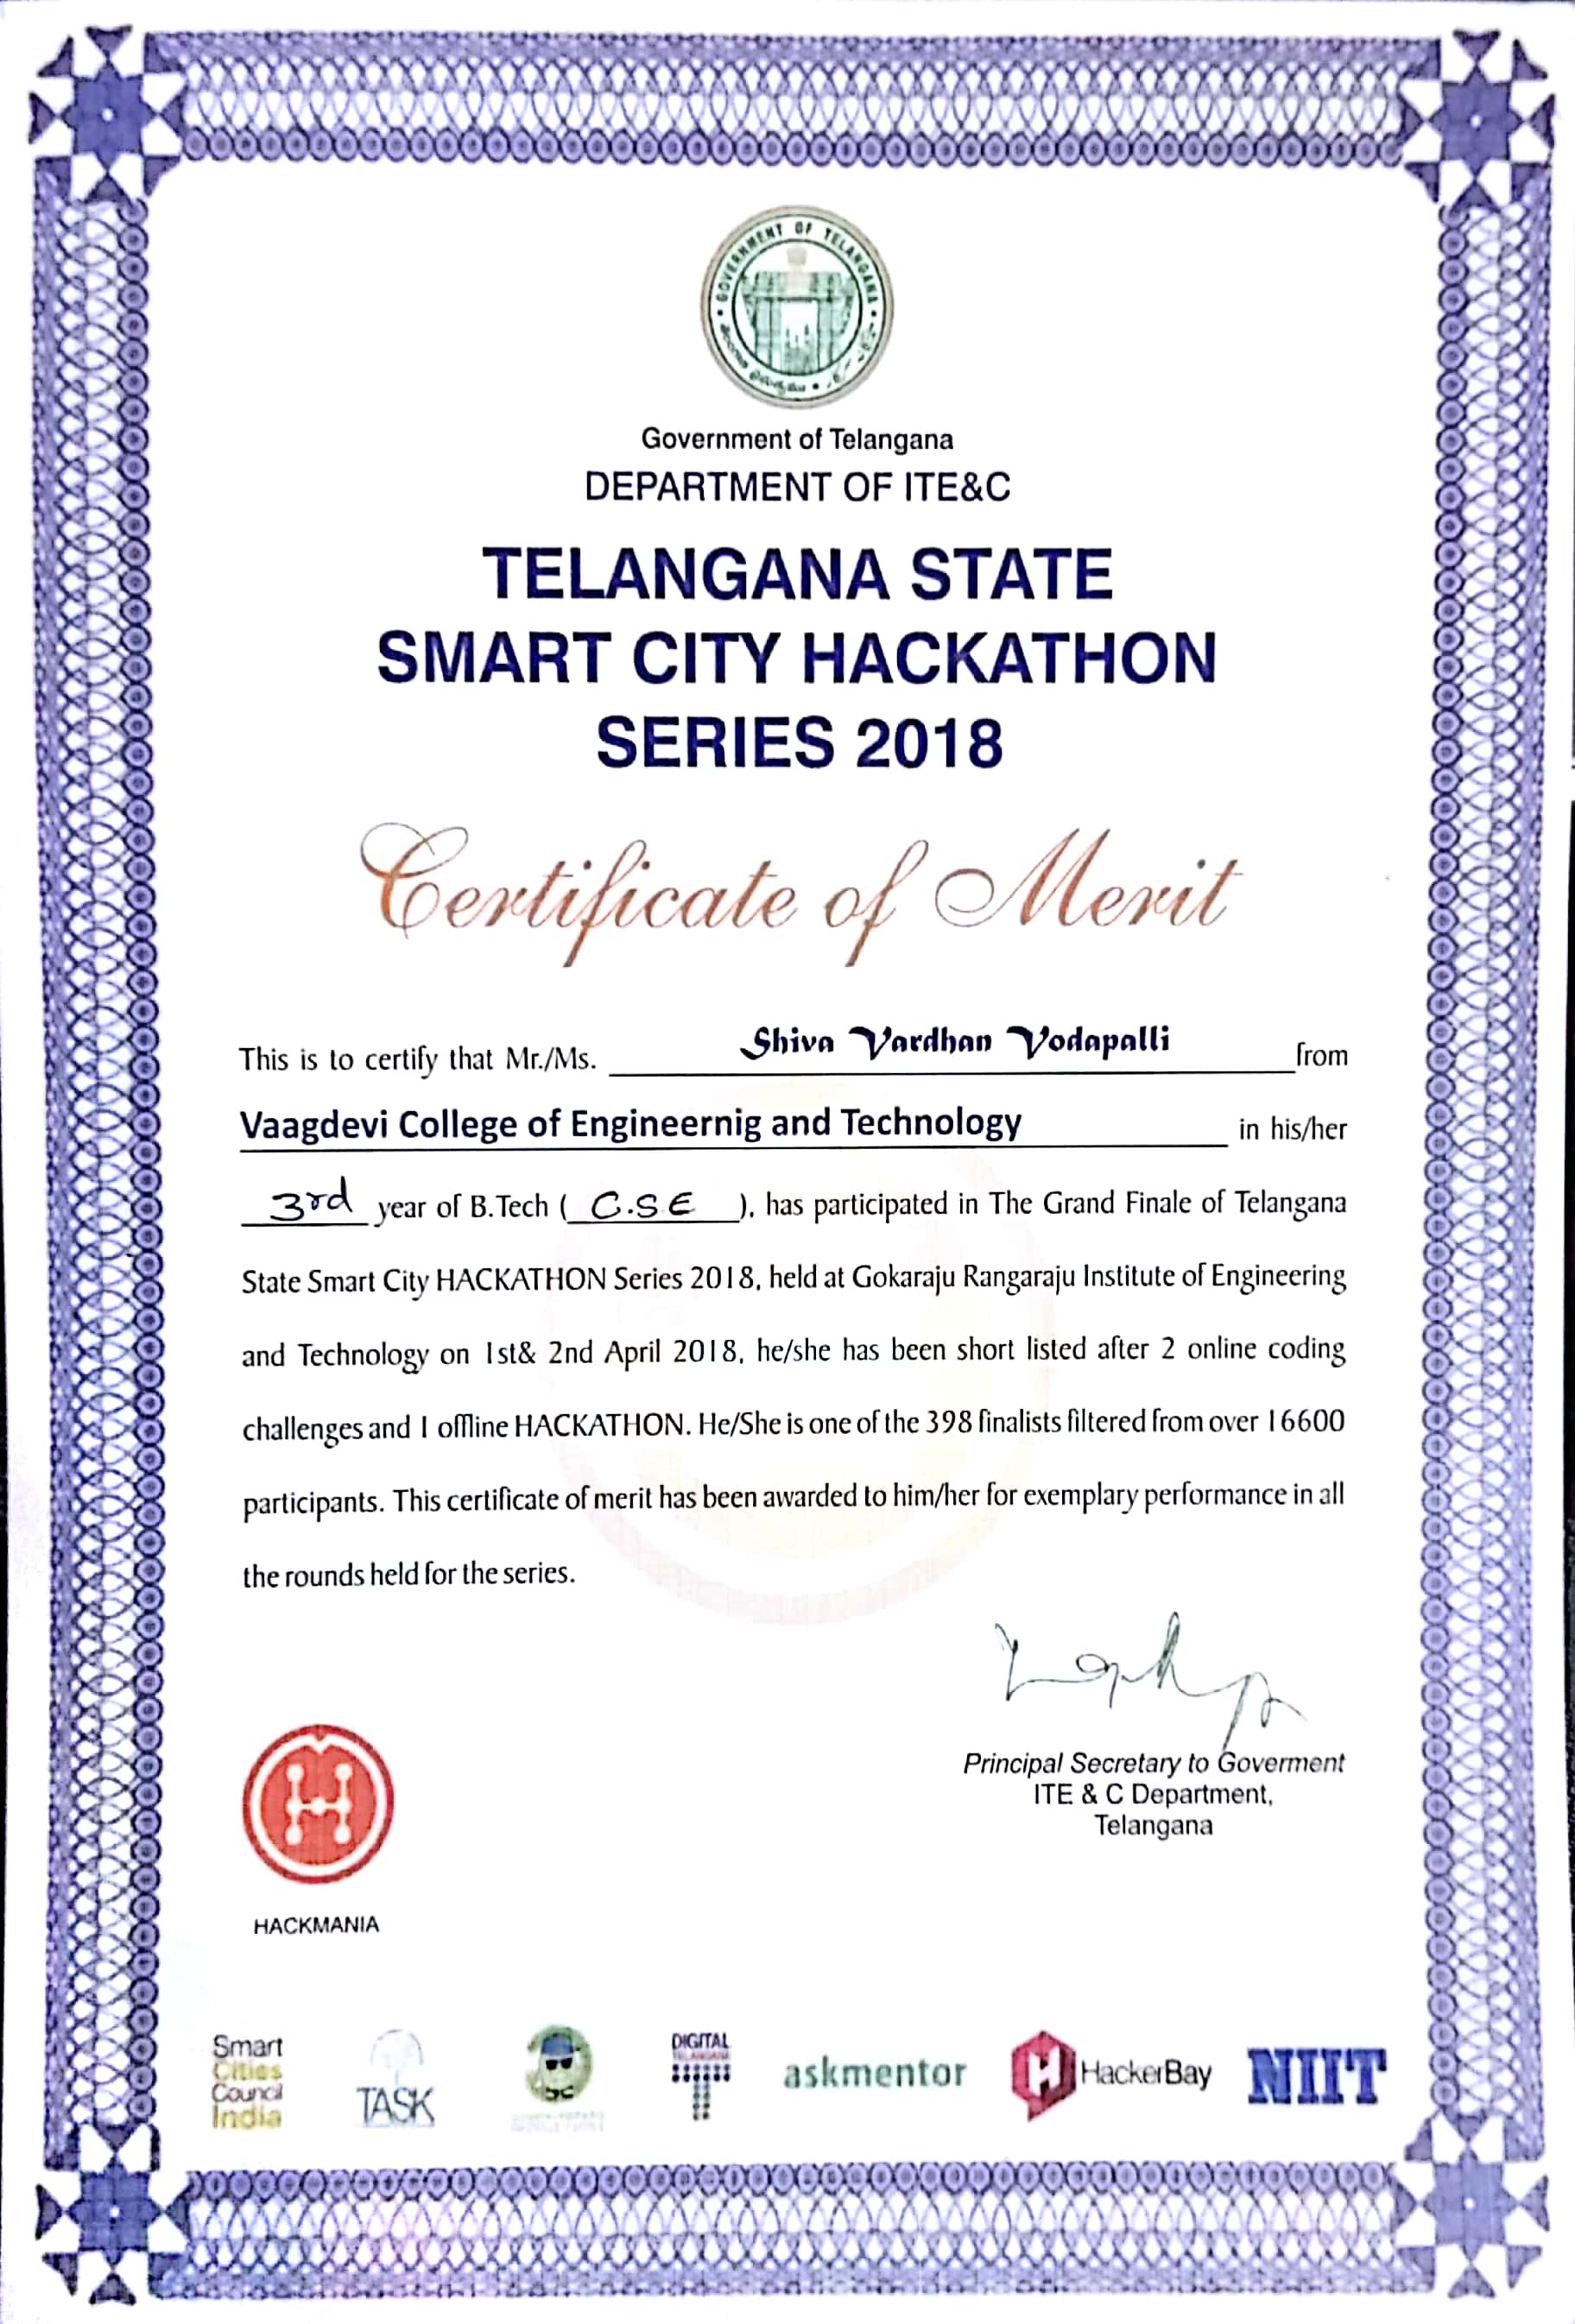 GOVERNMENT OF TELANGANA
Government of Telangana
DEPARTMENT OF ITE&C
TELANGANA STATE
SMART CITY HACKATHON
SERIES 2018
Certificate of Merit
This is to certify that Mr./Ms. Shiva Vardhan Vodapalli from
Vaagdevi College of Engineernig and Technology in his/her
3rd year of B.Tech ( C.S.E ), has participated in The Grand Finale of Telangana
State Smart City HACKATHON Series 2018, held at Gokaraju Rangaraju Institute of Engineering
and Technology on 1st& 2nd April 2018, he/she has been short listed after 2 online coding
challenges and 1 offline HACKATHON. He/She is one of the 398 finalists filtered from over 16600
participants. This certificate of merit has been awarded to him/her for exemplary performance in all
the rounds held for the series.
Principal Secretary to Goverment
ITE & C Department,
Telangana
H
HACKMANIA
Smart
Cities
Council
India
TASK
DIGITAL
TELANGANA
T
askmentor
H HackerBay
NIIT